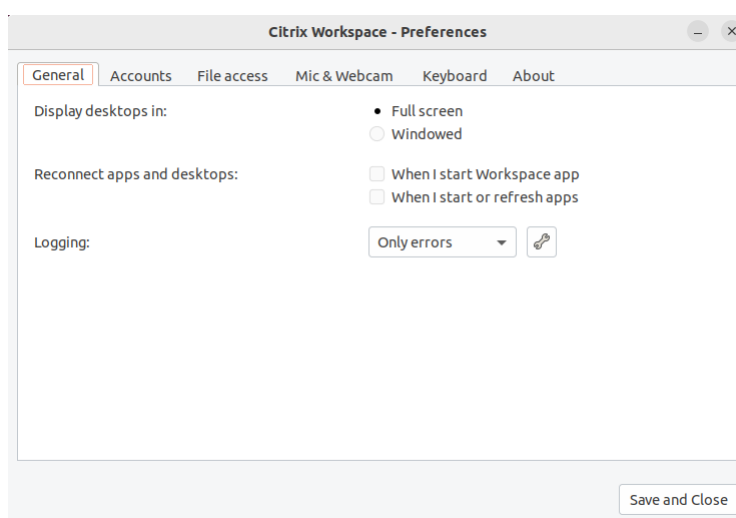 Citrix Workspace - Preferences
General Accounts File access Mic & Webcam Keyboard About
Display desktops in: Full screen
Windowed
Reconnect apps and desktops: When I start Workspace app
When I start or refresh apps
Logging: Only errors
Save and Close